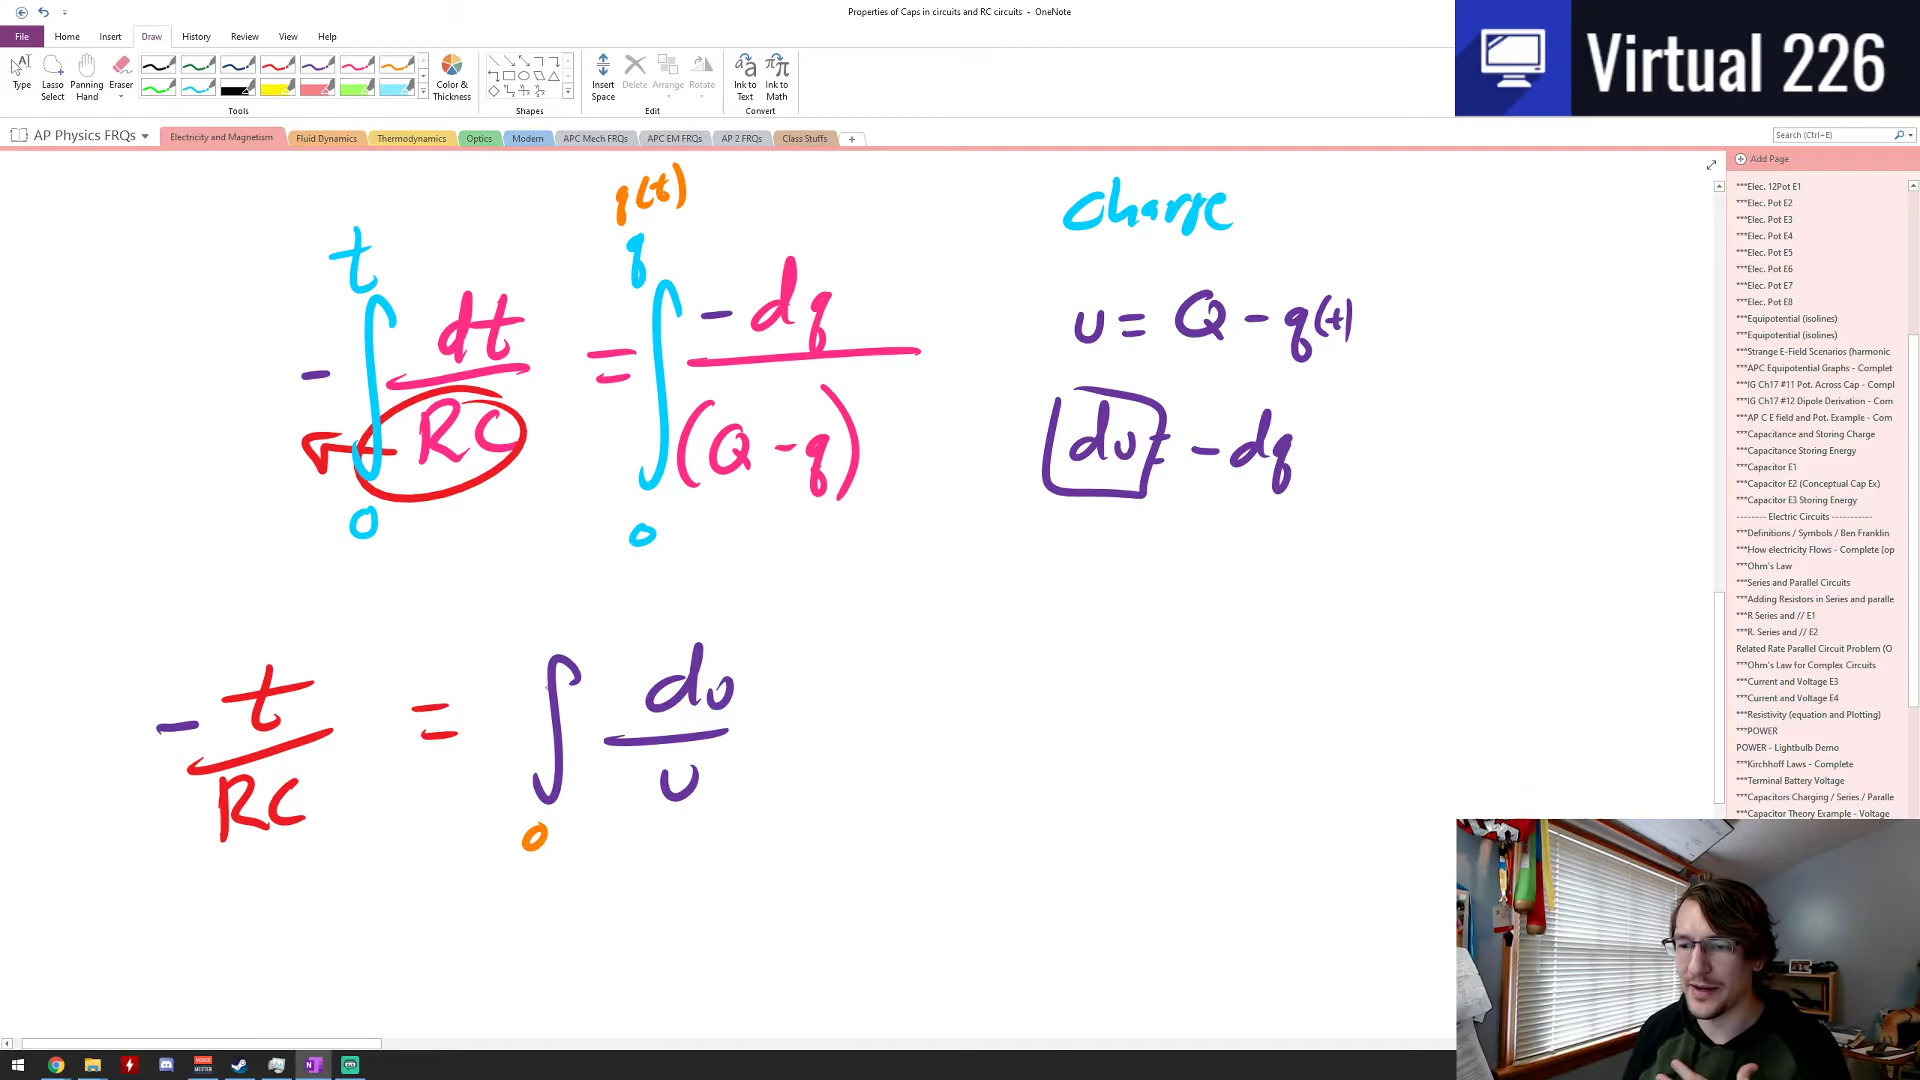 Properties of Caps in circuits and RC circuits - OneNote
Virtual 226
File Home Insert Draw History Review View Help
Type
Lasso Select
Panning Hand
Eraser
Color & Thickness
Insert Space
Delete
Arrange
Rotate
Ink to Text
Ink to Math
Tools
Shapes
Edit
Convert
AP Physics FRQs
Electricity and Magnetism
Fluid Dynamics
Thermodynamics
Optics
Modern
APC Mech FRQs
APC EM FRQs
AP 2 FRQs
Class Stuffs
Search (Ctrl+E)
Add Page
***Elec. 12Pot E1
***Elec. Pot E2
***Elec. Pot E3
***Elec. Pot E4
***Elec. Pot E5
***Elec. Pot E6
***Elec. Pot E7
***Elec. Pot E8
***Equipotential (isolines)
***Equipotential (isolines)
***Strange E-Field Scenarios (harmonic
***APC Equipotential Graphs - Complet
***IG Ch17 #11 Pot. Across Cap - Compl
***IG Ch17 #12 Dipole Derivation - Com
***AP C E field and Pot. Example - Com
***Capacitance and Storing Charge
***Capacitance Storing Energy
***Capacitor E1
***Capacitor E2 (Conceptual Cap Ex)
***Capacitor E3 Storing Energy
-------- Electric Circuits -----------
***Definitions / Symbols / Ben Franklin
***How electricity Flows - Complete (op
***Ohm's Law
***Series and Parallel Circuits
***Adding Resistors in Series and paralle
***R Series and // E1
***R. Series and // E2
Related Rate Parallel Circuit Problem (O
***Ohm's Law for Complex Circuits
***Current and Voltage E3
***Current and Voltage E4
***Resistivity (equation and Plotting)
***POWER
POWER - Lightbulb Demo
***Kirchhoff Laws - Complete
***Terminal Battery Voltage
***Capacitors Charging / Series / Paralle
***Capacitor Theory Example - Voltage
q(t)
charge
t q
- ∫ dt/RC = ∫ -dq/(Q - q)
0 0
u = Q - q(t)
du = - dq
- t/RC = ∫ du/u
0